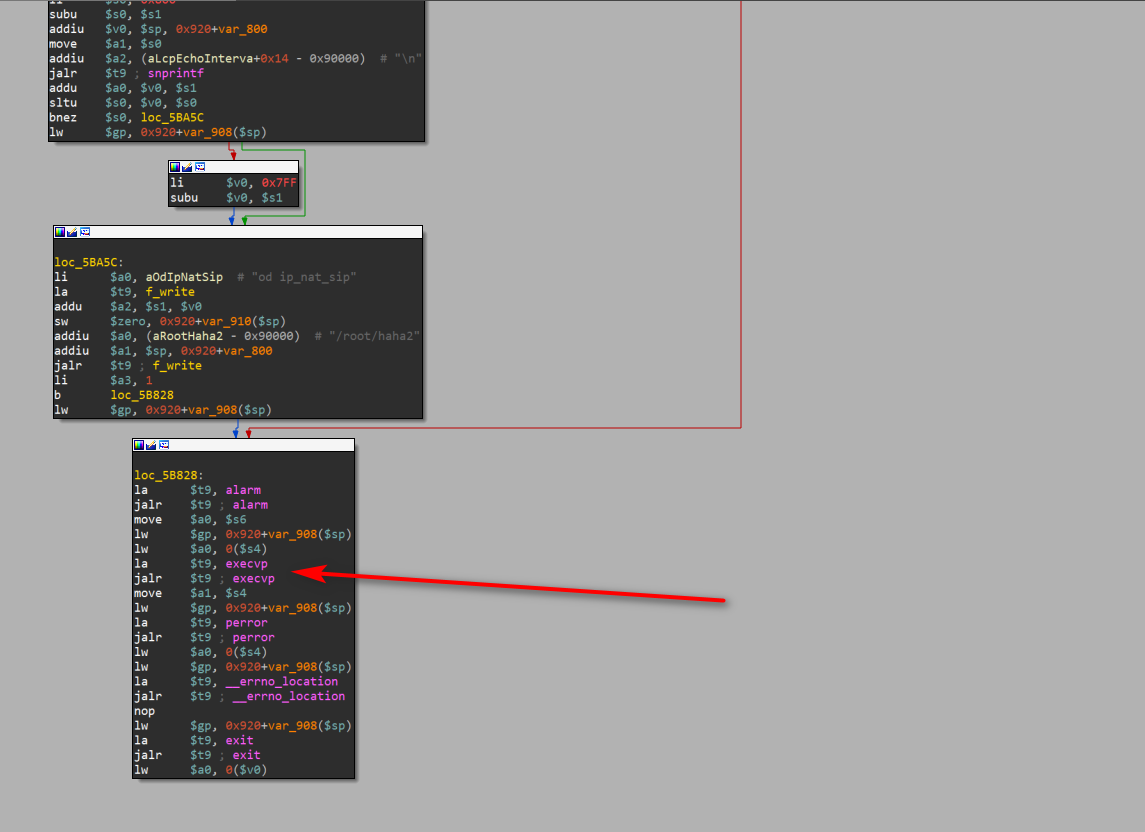 subu $s0, $s1
addiu $v0, $sp, 0x920+var_800
move $a1, $s0
addiu $a2, (aLcpEchoInterva+0x14 - 0x90000) # "\n"
jalr $t9 ; snprintf
addu $a0, $v0, $s1
sltu $s0, $v0, $s0
bnez $s0, loc_5BA5C
lw $gp, 0x920+var_908($sp)
li $v0, 0x7FF
subu $v0, $s1
loc_5BA5C:
li $a0, aOdIpNatSip # "od ip_nat_sip"
la $t9, f_write
addu $a2, $s1, $v0
sw $zero, 0x920+var_910($sp)
addiu $a0, (aRootHaha2 - 0x90000) # "/root/haha2"
addiu $a1, $sp, 0x920+var_800
jalr $t9 ; f_write
li $a3, 1
b loc_5B828
lw $gp, 0x920+var_908($sp)
loc_5B828:
la $t9, alarm
jalr $t9 ; alarm
move $a0, $s6
lw $gp, 0x920+var_908($sp)
lw $a0, 0($s4)
la $t9, execvp
jalr $t9 ; execvp
move $a1, $s4
lw $gp, 0x920+var_908($sp)
la $t9, perror
jalr $t9 ; perror
lw $a0, 0($s4)
lw $gp, 0x920+var_908($sp)
la $t9, __errno_location
jalr $t9 ; __errno_location
nop
lw $gp, 0x920+var_908($sp)
la $t9, exit
jalr $t9 ; exit
lw $a0, 0($v0)